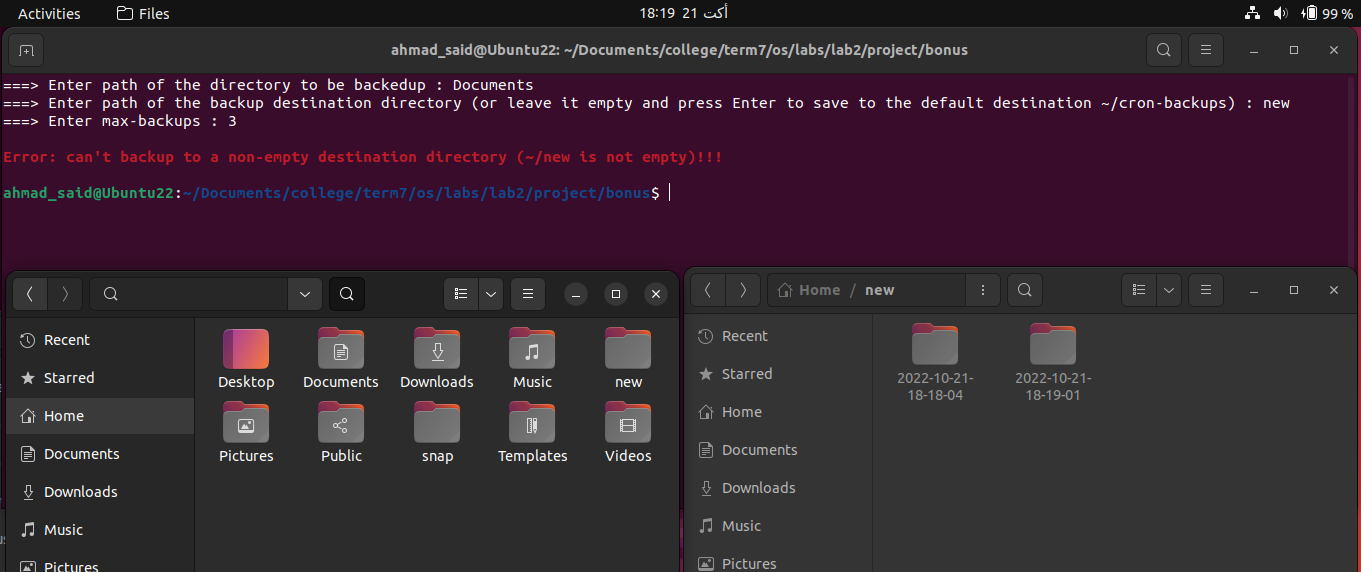 Activities
Files
18:19 21 أكت
99 %
ahmad_said@Ubuntu22: ~/Documents/college/term7/os/labs/lab2/project/bonus
===> Enter path of the directory to be backedup : Documents
===> Enter path of the backup destination directory (or leave it empty and press Enter to save to the default destination ~/cron-backups) : new
===> Enter max-backups : 3
Error: can't backup to a non-empty destination directory (~/new is not empty)!!!
ahmad_said@Ubuntu22:~/Documents/college/term7/os/labs/lab2/project/bonus$
Recent
Starred
Home
Documents
Downloads
Music
Pictures
Desktop
Documents
Downloads
Music
new
Pictures
Public
snap
Templates
Videos
Home / new
Recent
Starred
Home
Documents
Downloads
Music
Pictures
2022-10-21-
18-18-04
2022-10-21-
18-19-01